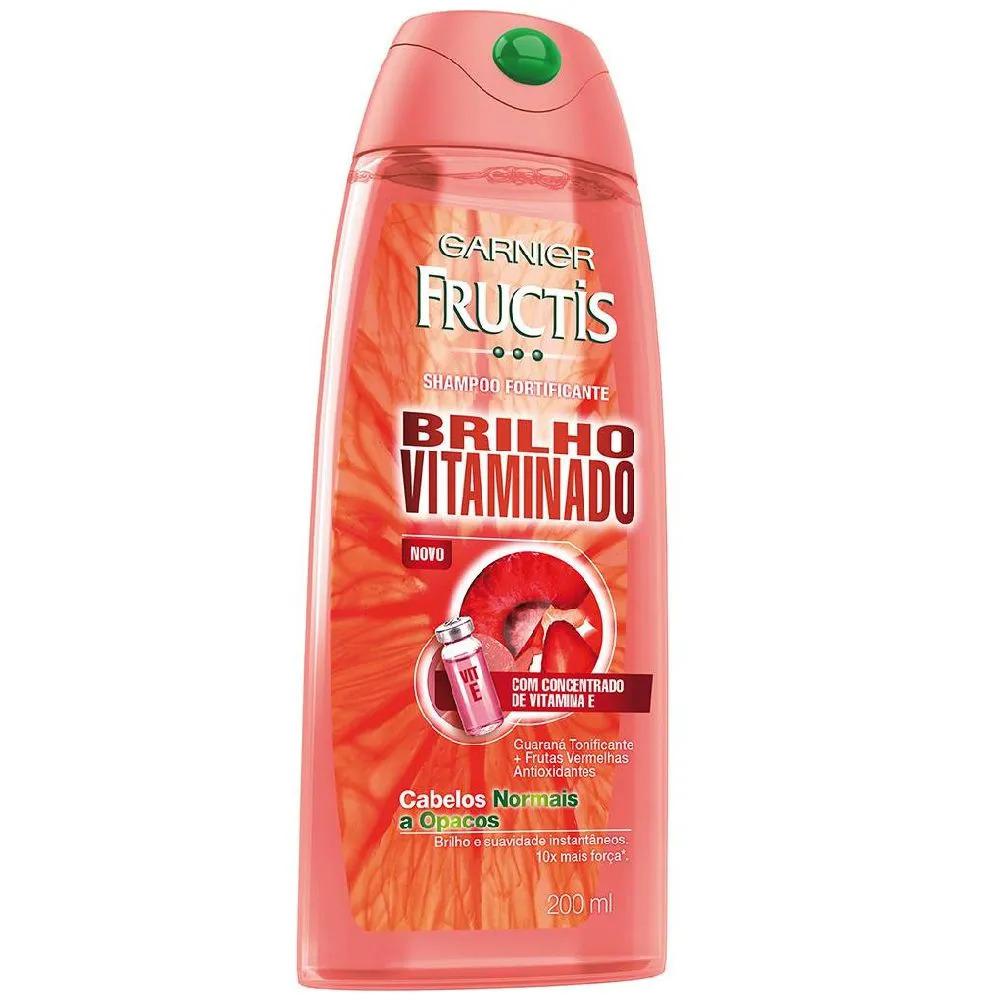 GARNIER
FRUCTIS
SHAMPOO FORTIFICANTE
BRILHO
VITAMINADO
NOVO
VIT
E
COM CONCENTRADO
DE VITAMINA E
Guaraná Tonificante
+ Frutas Vermelhas
Antioxidantes
Cabelos Normais
a Opacos
Brilho e suavidade instantâneos.
10x mais força*.
200 ml